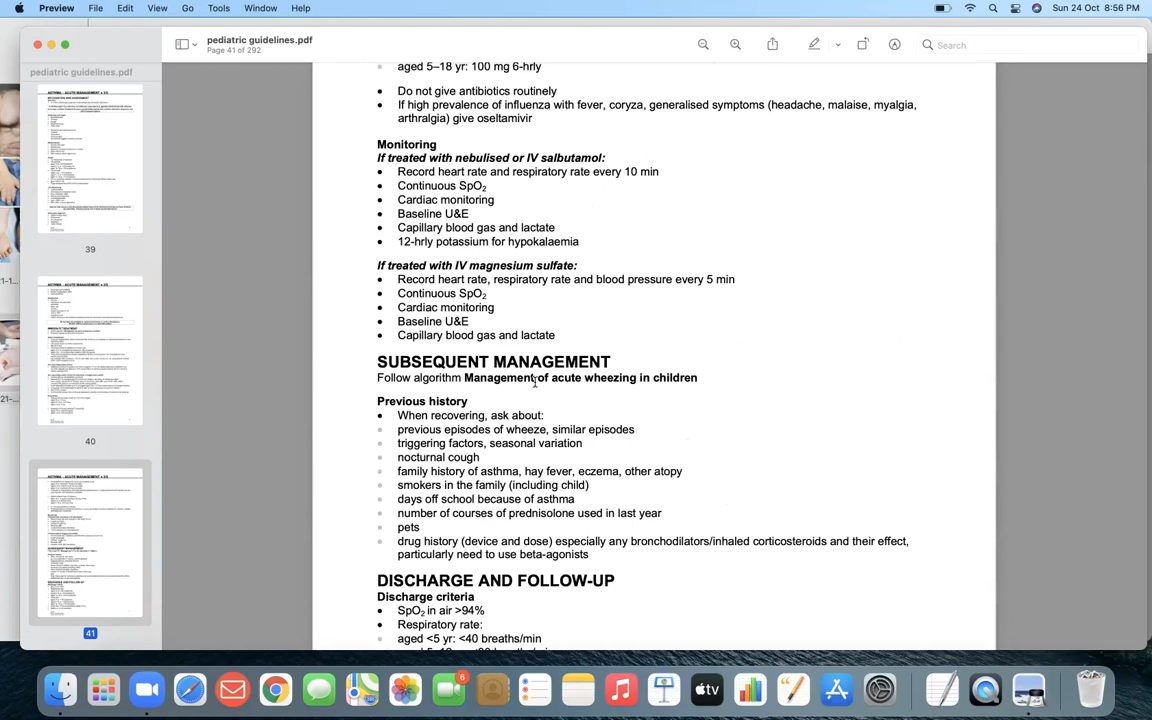 Preview File Edit View Go Tools Window Help Sun 24 Oct 8:56 PM
pediatric guidelines.pdf
Page 41 of 292
Search
pediatric guidelines.pdf
ASTHMA – ACUTE MANAGEMENT
39
ASTHMA – ACUTE MANAGEMENT
40
ASTHMA – ACUTE MANAGEMENT
41
aged 5–18 yr: 100 mg 6-hrly
• Do not give antibiotics routinely
• If high prevalence of influenza with fever, coryza, generalised symptoms (headache, malaise, myalgia,
arthralgia) give oseltamivir
Monitoring
If treated with nebulised or IV salbutamol:
• Record heart rate and respiratory rate every 10 min
• Continuous SpO2
• Cardiac monitoring
• Baseline U&E
• Capillary blood gas and lactate
• 12-hrly potassium for hypokalaemia
If treated with IV magnesium sulfate:
• Record heart rate, respiratory rate and blood pressure every 5 min
• Continuous SpO2
• Cardiac monitoring
• Baseline U&E
• Capillary blood gas and lactate
SUBSEQUENT MANAGEMENT
Follow algorithm Management of acute wheezing in children
Previous history
• When recovering, ask about:
previous episodes of wheeze, similar episodes
triggering factors, seasonal variation
nocturnal cough
family history of asthma, hay fever, eczema, other atopy
smokers in the family (including child)
days off school because of asthma
number of courses of prednisolone used in last year
pets
drug history (device and dose) especially any bronchodilators/inhaled corticosteroids and their effect,
particularly need to use beta-agonists
DISCHARGE AND FOLLOW-UP
Discharge criteria
• SpO2 in air >94%
• Respiratory rate:
aged <5 yr: <40 breaths/min
6
tv